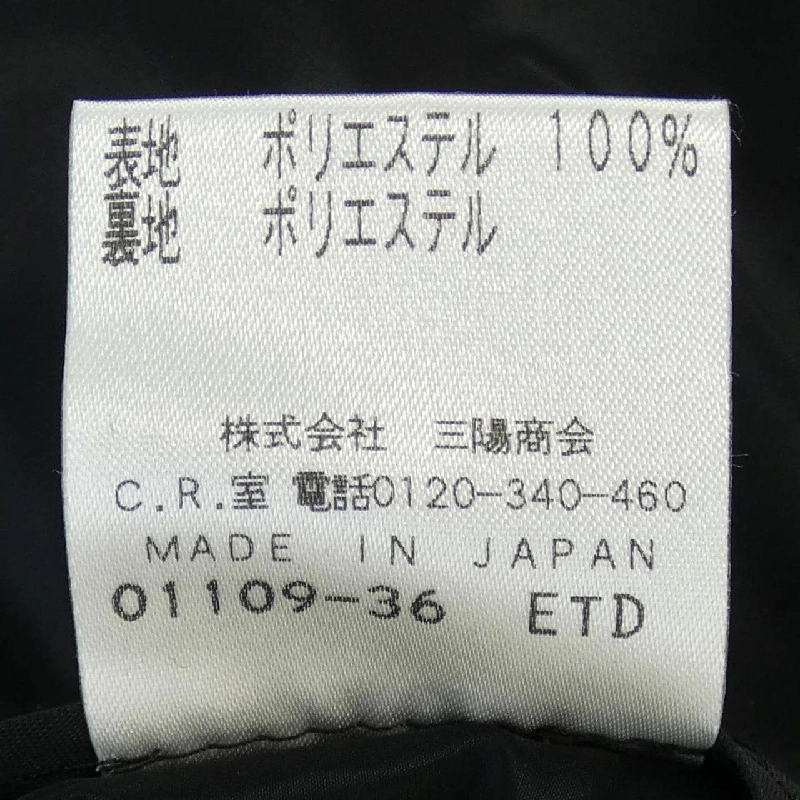 表地 ポリエステル 100%
裏地 ポリエステル
株式会社 三陽商会
C.R.室 電話0120-340-460
MADE IN JAPAN
01109-36 ETD